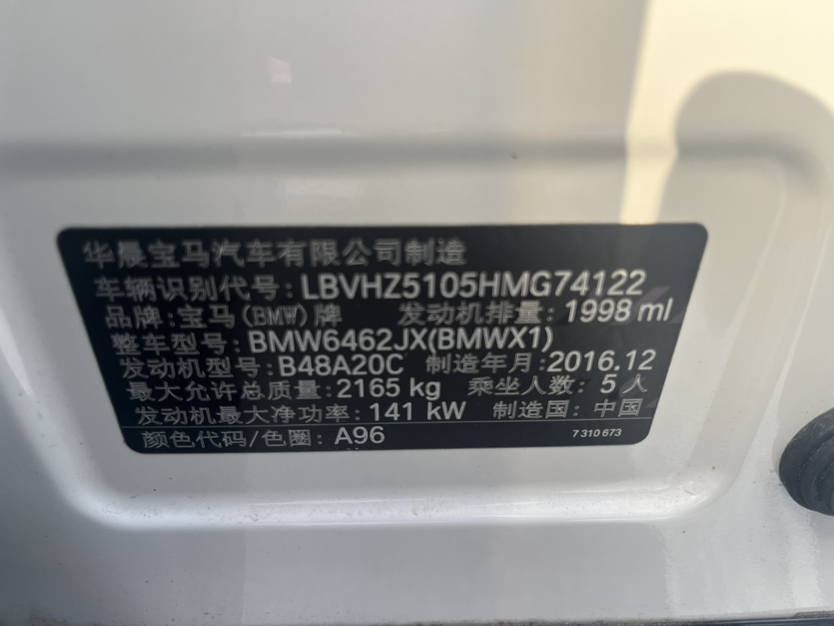 华晨宝马汽车有限公司制造
车辆识别代号: LBVHZ5105HMG74122
品牌: 宝马(BMW)牌 发动机排量: 1998 ml
整车型号: BMW6462JX(BMWX1)
发动机型号: B48A20C 制造年月: 2016.12
最大允许总质量: 2165 kg 乘坐人数: 5 人
发动机最大净功率: 141 kW 制造国: 中国
颜色代码/色圈: A96 7 310 673